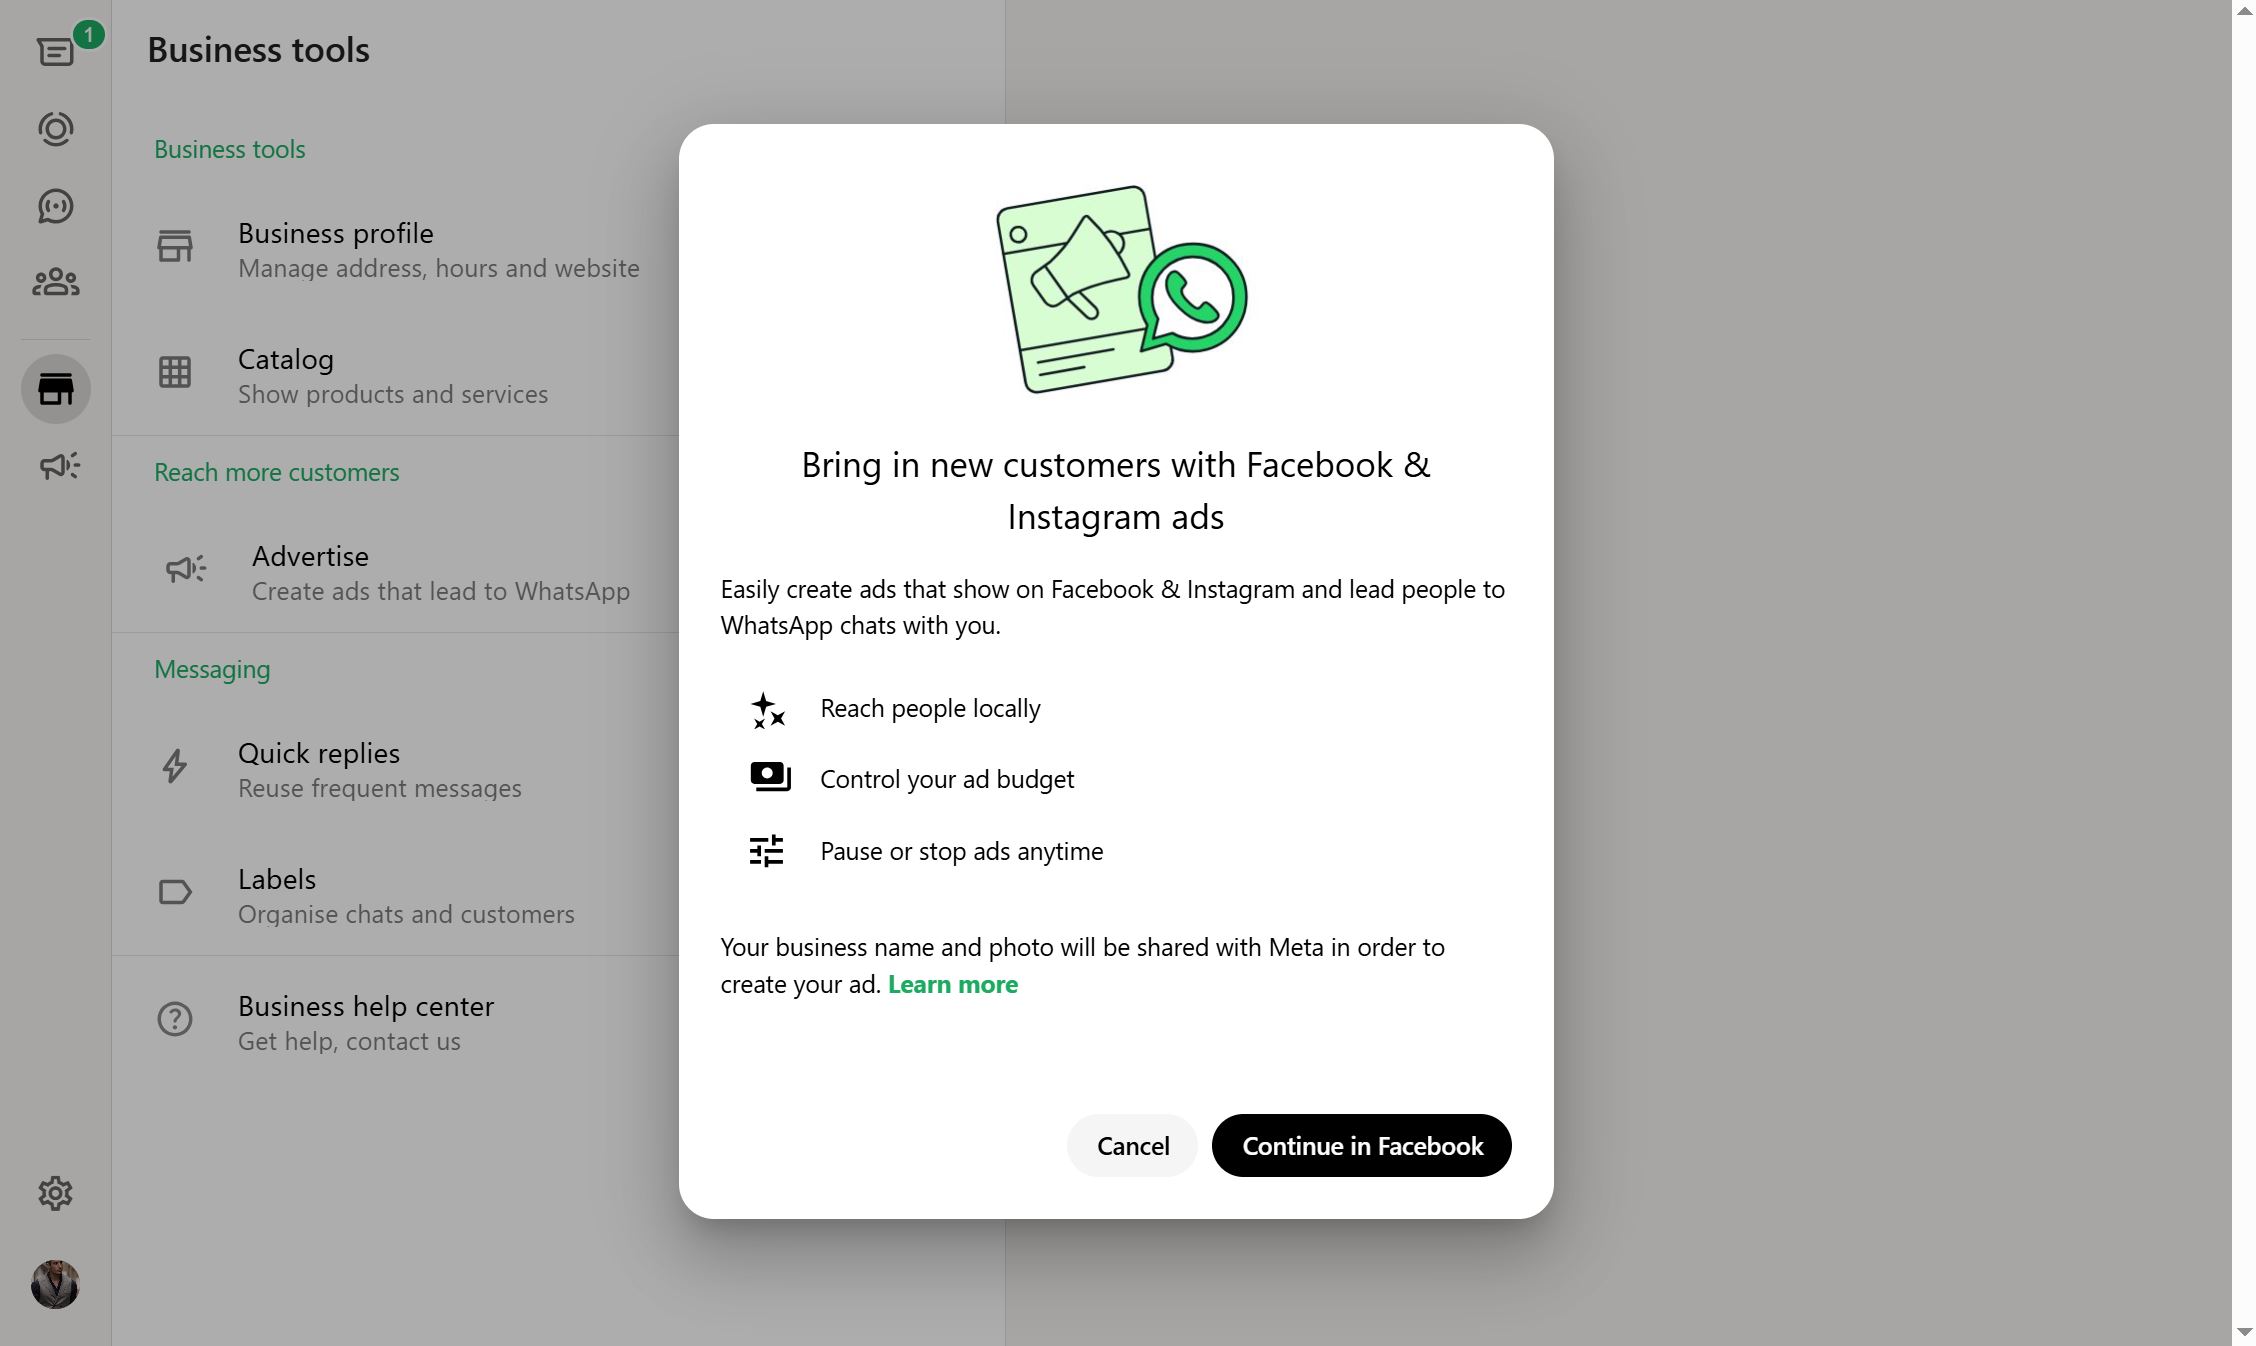 1
Business tools
Business tools
Business profile
Manage address, hours and website
Catalog
Show products and services
Reach more customers
Advertise
Create ads that lead to WhatsApp
Messaging
Quick replies
Reuse frequent messages
Labels
Organise chats and customers
Business help center
Get help, contact us
Bring in new customers with Facebook &
Instagram ads
Easily create ads that show on Facebook & Instagram and lead people to
WhatsApp chats with you.
Reach people locally
Control your ad budget
Pause or stop ads anytime
Your business name and photo will be shared with Meta in order to
create your ad. Learn more
Cancel
Continue in Facebook